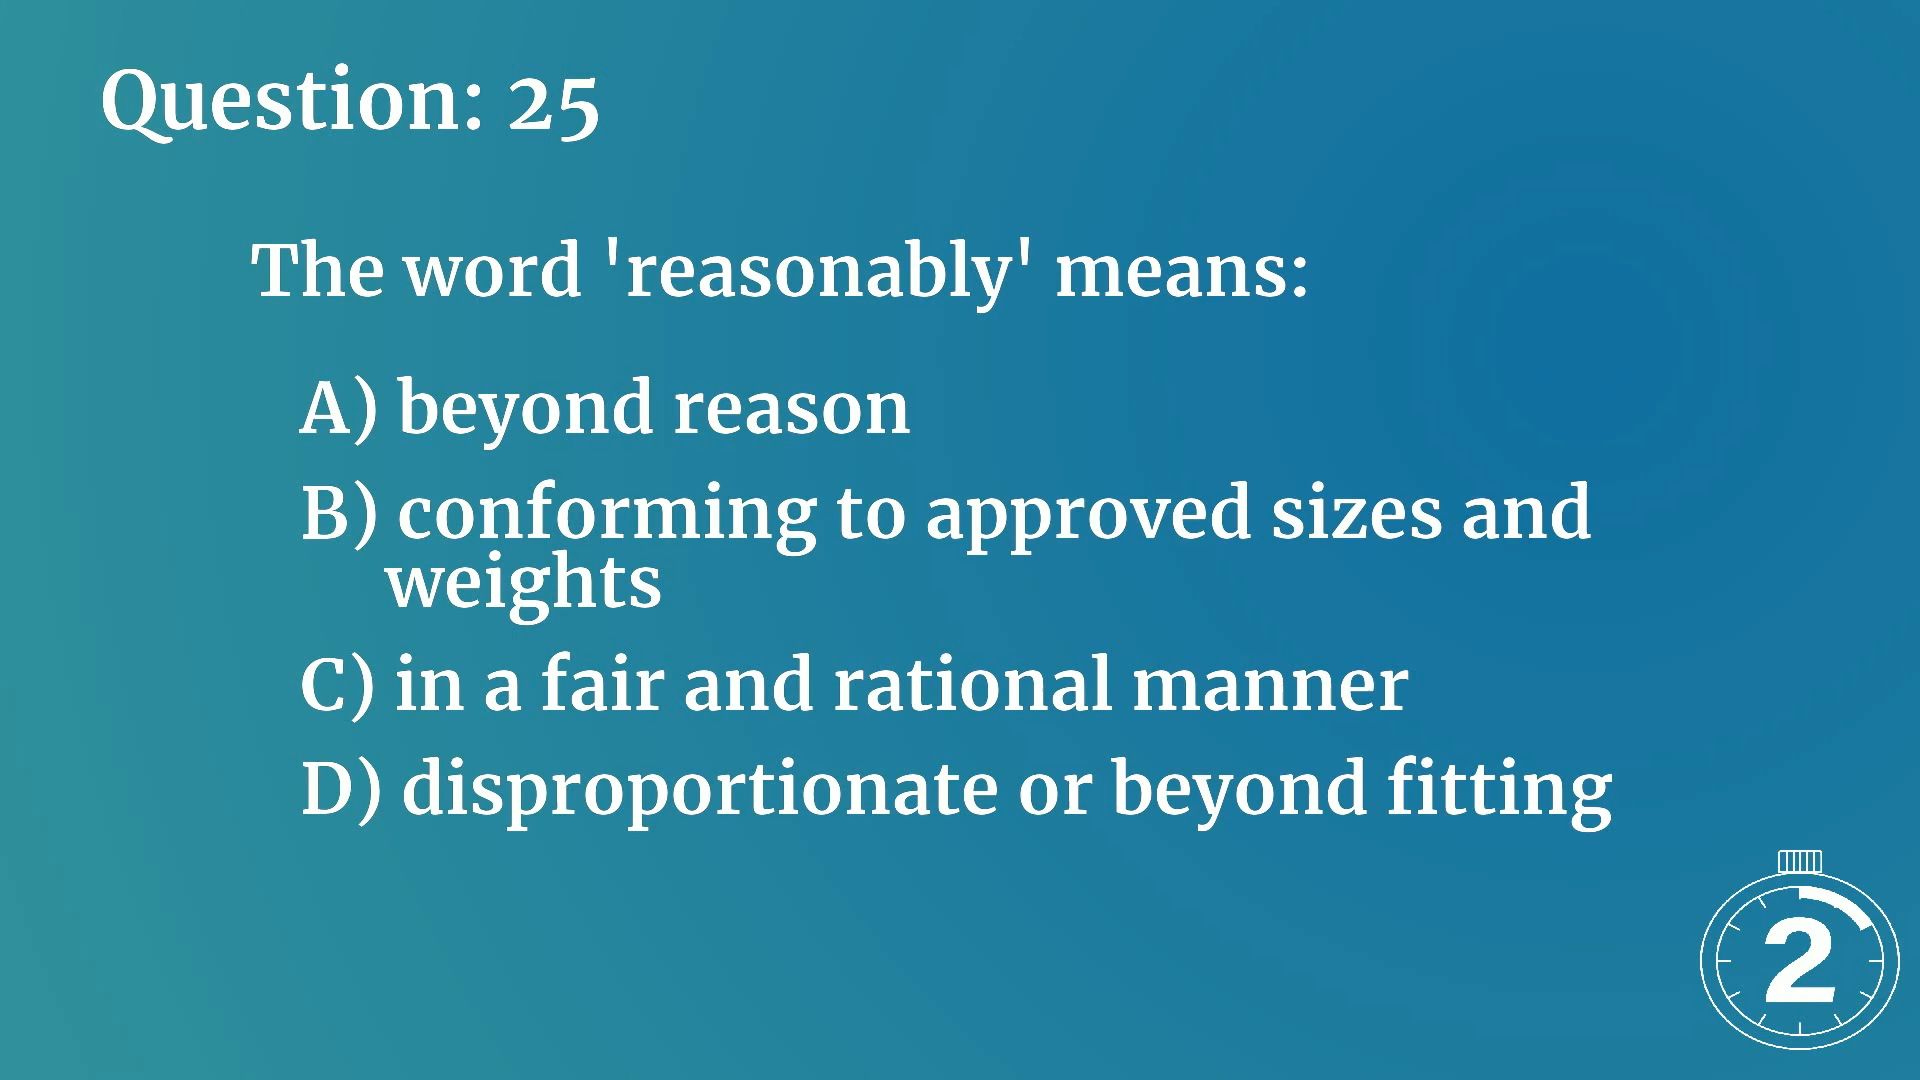 Question: 25
The word 'reasonably' means:
A) beyond reason
B) conforming to approved sizes and
weights
C) in a fair and rational manner
D) disproportionate or beyond fitting
2